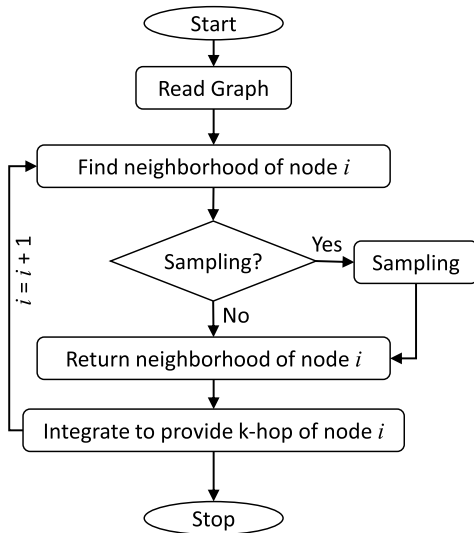 Start
Read Graph
Find neighborhood of node i
Sampling?
Yes
Sampling
i = i + 1
No
Return neighborhood of node i
Integrate to provide k-hop of node i
Stop